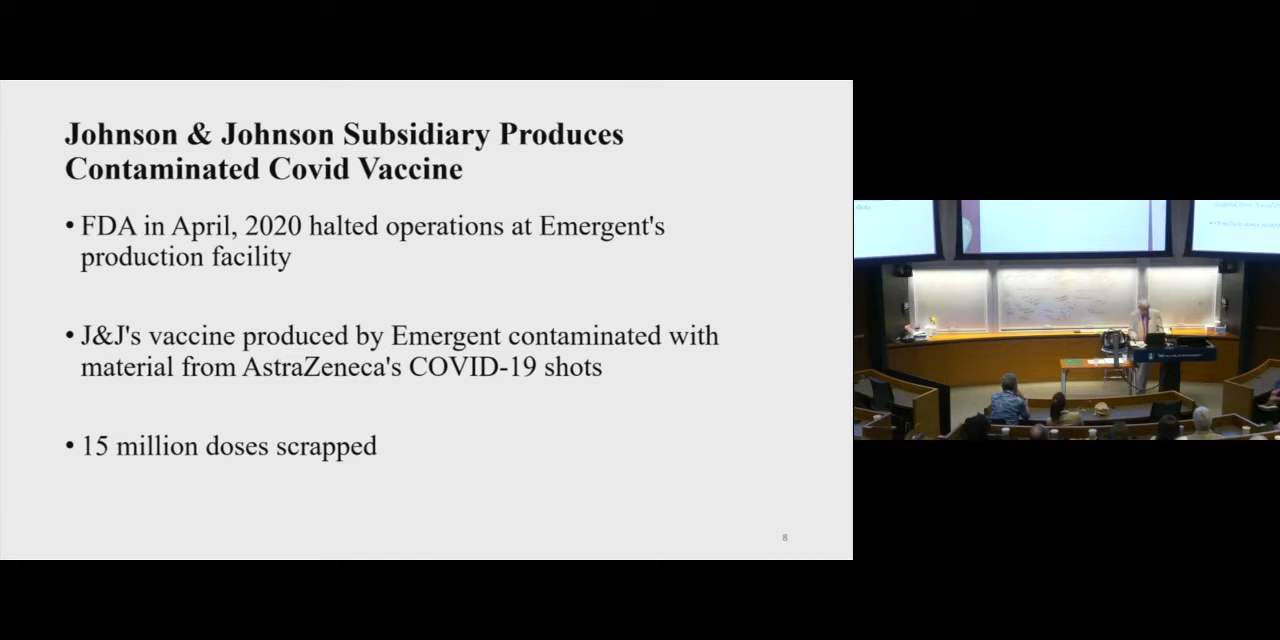 Johnson & Johnson Subsidiary Produces
Contaminated Covid Vaccine
• FDA in April, 2020 halted operations at Emergent's
production facility
• J&J's vaccine produced by Emergent contaminated with
material from AstraZeneca's COVID-19 shots
• 15 million doses scrapped
8